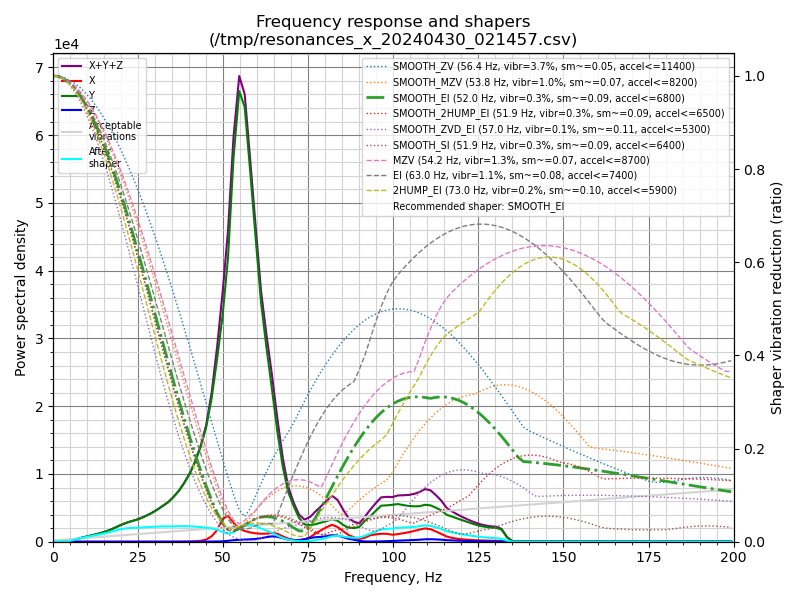 Frequency response and shapers
(/tmp/resonances_x_20240430_021457.csv)
1e4
X+Y+Z
X
Y
Z
Acceptable
vibrations
After
shaper
SMOOTH_ZV (56.4 Hz, vibr=3.7%, sm~=0.05, accel<=11400)
SMOOTH_MZV (53.8 Hz, vibr=1.0%, sm~=0.07, accel<=8200)
SMOOTH_EI (52.0 Hz, vibr=0.3%, sm~=0.09, accel<=6800)
SMOOTH_2HUMP_EI (51.9 Hz, vibr=0.3%, sm~=0.09, accel<=6500)
SMOOTH_ZVD_EI (57.0 Hz, vibr=0.1%, sm~=0.11, accel<=5300)
SMOOTH_SI (51.9 Hz, vibr=0.3%, sm~=0.09, accel<=6400)
MZV (54.2 Hz, vibr=1.3%, sm~=0.07, accel<=8700)
EI (63.0 Hz, vibr=1.1%, sm~=0.08, accel<=7400)
2HUMP_EI (73.0 Hz, vibr=0.2%, sm~=0.10, accel<=5900)
Recommended shaper: SMOOTH_EI
Power spectral density
7
6
5
4
3
2
1
0
1.0
0.8
0.6
0.4
0.2
0.0
Shaper vibration reduction (ratio)
0 25 50 75 100 125 150 175 200
Frequency, Hz